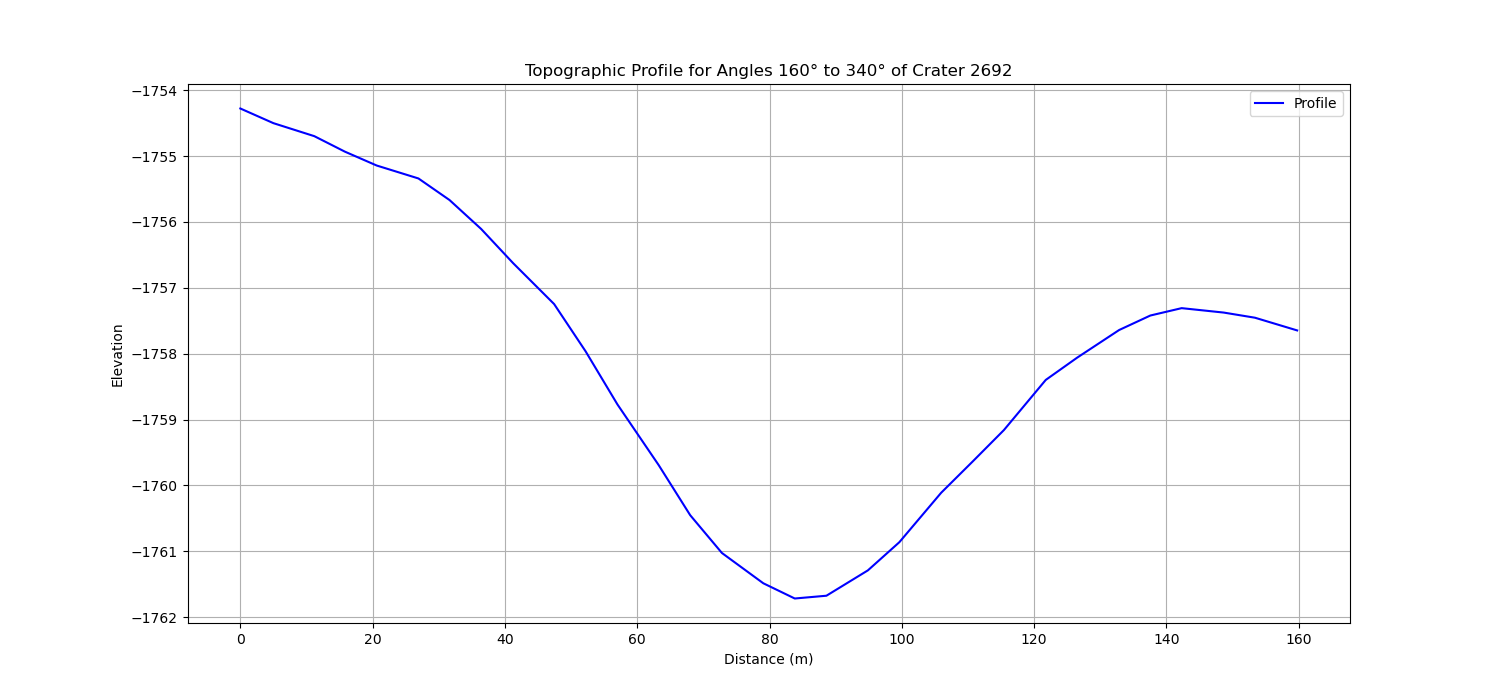 Topographic Profile for Angles 160° to 340° of Crater 2692
Profile
Elevation
−1754
−1755
−1756
−1757
−1758
−1759
−1760
−1761
−1762
0 20 40 60 80 100 120 140 160
Distance (m)